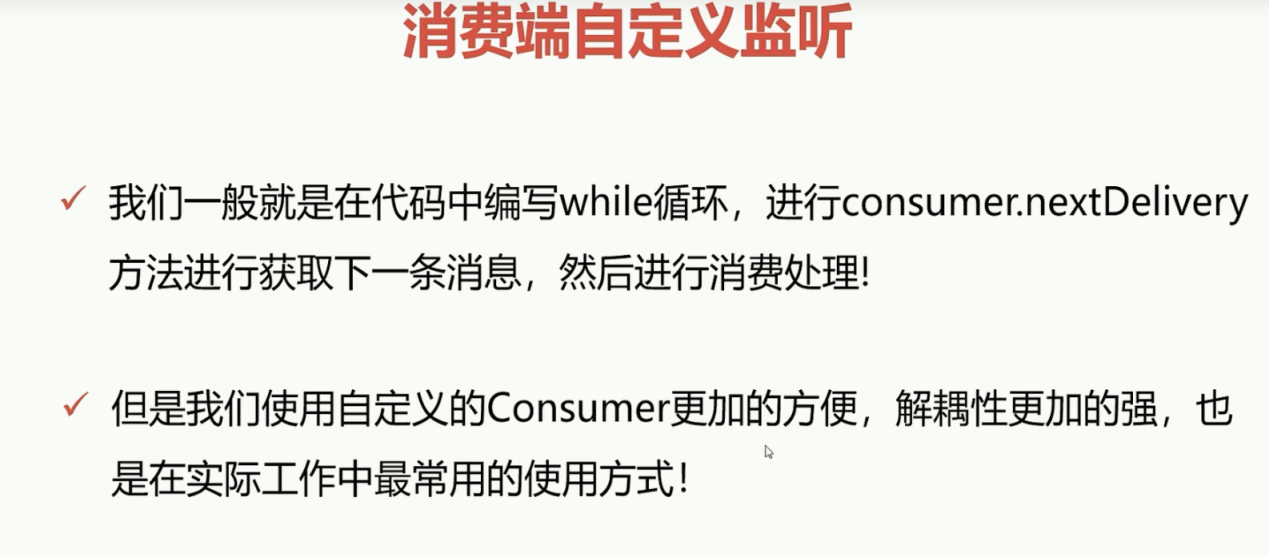 消费端自定义监听
我们一般就是在代码中编写while循环，进行consumer.nextDelivery
方法进行获取下一条消息，然后进行消费处理!
但是我们使用自定义的Consumer更加的方便，解耦性更加的强，也
是在实际工作中最常用的使用方式!